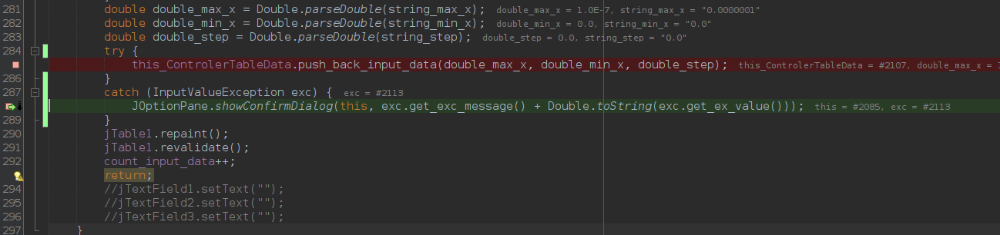 281 double double_max_x = Double.parseDouble(string_max_x); double_max_x = 1.0E-7, string_max_x = "0.0000001"
282 double double_min_x = Double.parseDouble(string_min_x); double_min_x = 0.0, string_min_x = "0.0"
283 double double_step = Double.parseDouble(string_step); double_step = 0.0, string_step = "0.0"
284 try {
this_ControlerTableData.push_back_input_data(double_max_x, double_min_x, double_step); this_ControlerTableData = #2107, double_max_x =
286 }
287 catch (InputValueException exc) { exc = #2113
JOptionPane.showConfirmDialog(this, exc.get_exc_message() + Double.toString(exc.get_ex_value())); this = #2085, exc = #2113
289 }
290 jTable1.repaint();
291 jTable1.revalidate();
292 count_input_data++;
return;
294 //jTextField1.setText("");
295 //jTextField2.setText("");
296 //jTextField3.setText("");
297 }